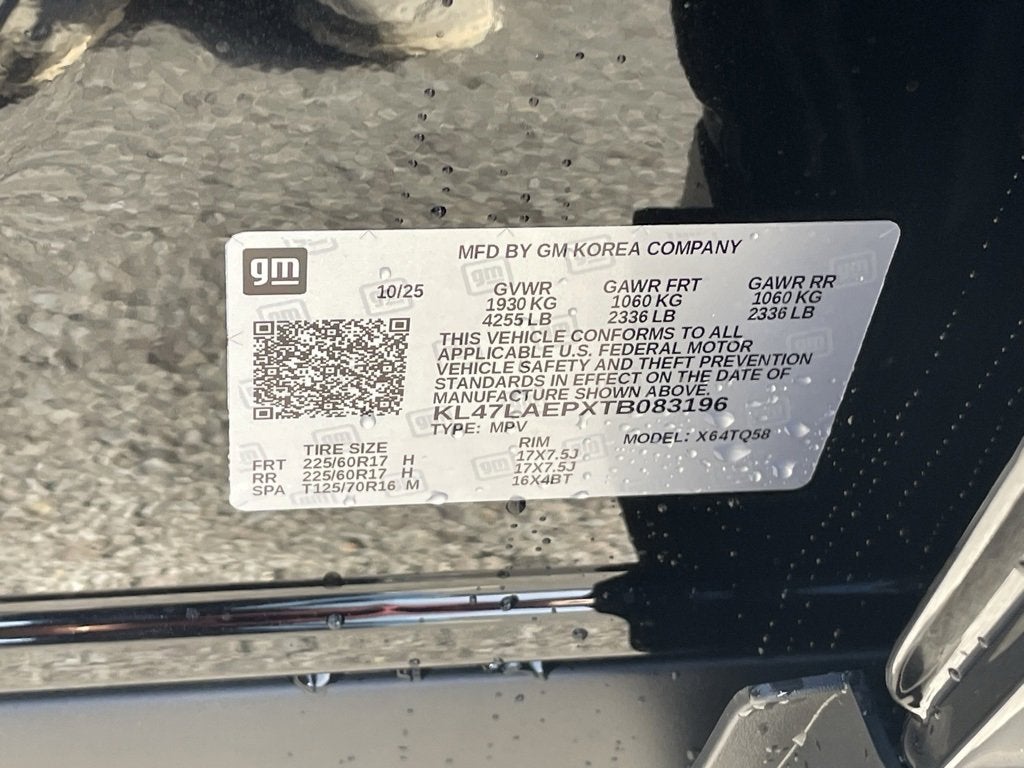 gm
MFD BY GM KOREA COMPANY
10/25 GVWR GAWR FRT GAWR RR
1930 KG 1060 KG 1060 KG
4255 LB 2336 LB 2336 LB
THIS VEHICLE CONFORMS TO ALL
APPLICABLE U.S. FEDERAL MOTOR
VEHICLE SAFETY AND THEFT PREVENTION
STANDARDS IN EFFECT ON THE DATE OF
MANUFACTURE SHOWN ABOVE.
KL47LAEPXTB083196
TYPE: MPV MODEL: X64TQ58
TIRE SIZE RIM
FRT 225/60R17 H 17X7.5J
RR 225/60R17 H 17X7.5J
SPA T125/70R16 M 16X4BT